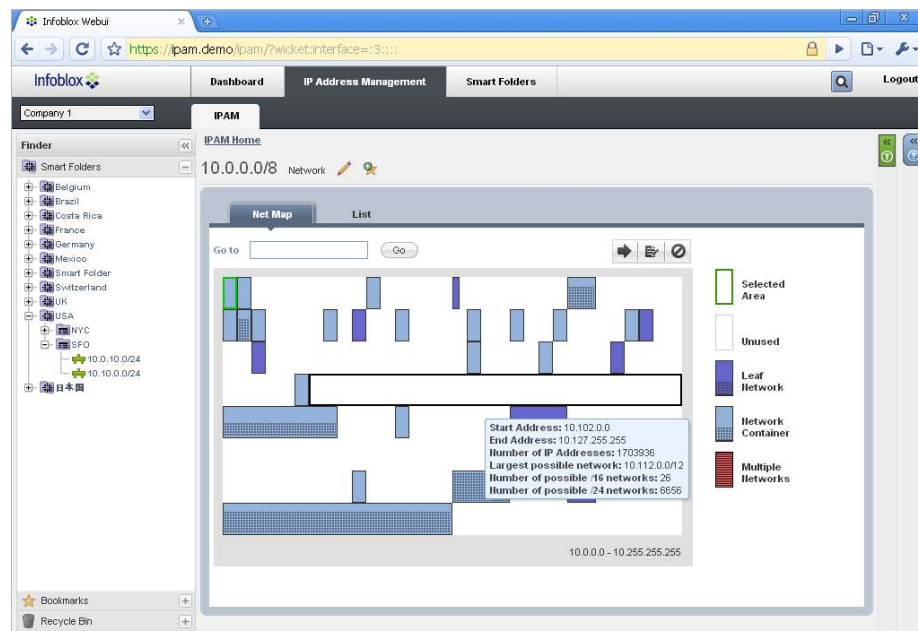 Infoblox Webui
https://ipam.demo/ipam/?wicket:interface=:3::::
Infoblox
Dashboard
IP Address Management
Smart Folders
Logout
Company 1
IPAM
Finder
IPAM Home
Smart Folders
10.0.0.0/8 Network
Belgium
Brazil
Costa Rica
France
Germany
Mexico
Smart Folder
Switzerland
UK
USA
NYC
SFO
10.0.10.0/24
10.10.0.0/24
日本国
Net Map
List
Go to
Go
Selected
Area
Unused
Leaf
Network
Network
Container
Multiple
Networks
Start Address: 10.102.0.0
End Address: 10.127.255.255
Number of IP Addresses: 1703936
Largest possible network: 10.112.0.0/12
Number of possible /16 networks: 26
Number of possible /24 networks: 6656
10.0.0.0 - 10.255.255.255
Bookmarks
Recycle Bin